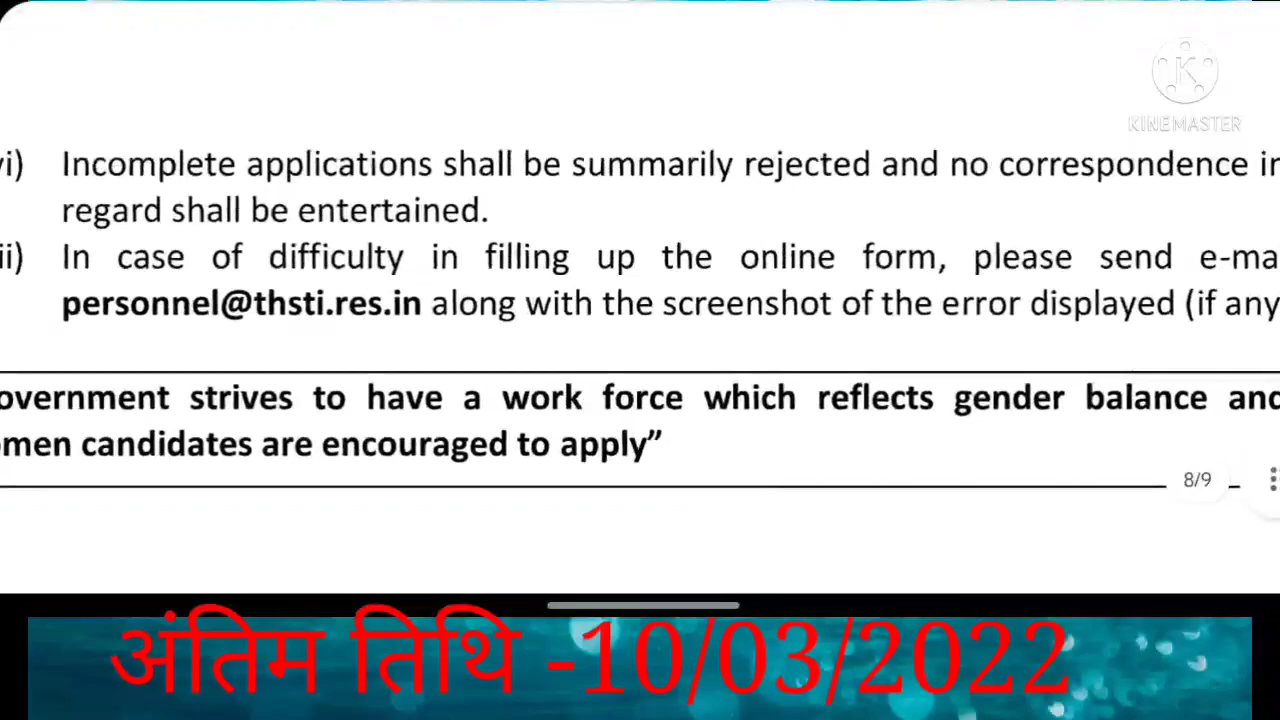 KINEMASTER
vi) Incomplete applications shall be summarily rejected and no correspondence in
regard shall be entertained.
ii) In case of difficulty in filling up the online form, please send e-ma
personnel@thsti.res.in along with the screenshot of the error displayed (if any
overnment strives to have a work force which reflects gender balance and
omen candidates are encouraged to apply”
8/9
अंतिम तिथि -10/03/2022